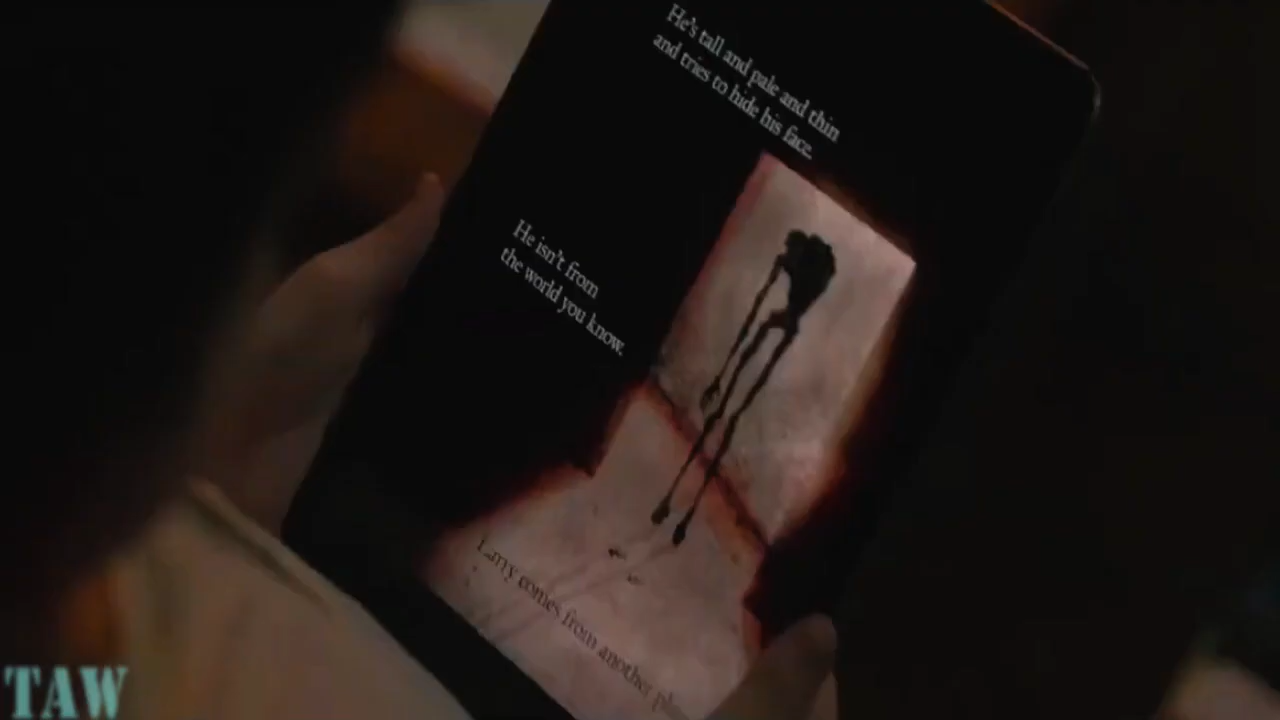 He's tall and pale and thin
and tries to hide his face.
He isn't from
the world you know.
Larry comes from another
TAW